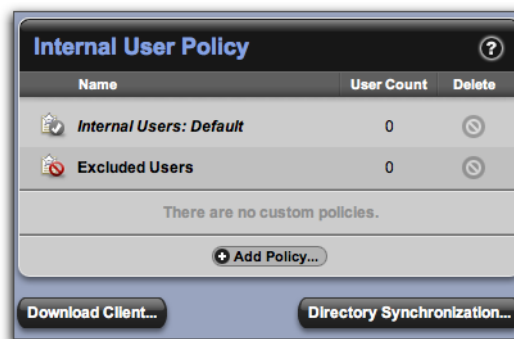 Internal User Policy ?
Name User Count Delete
Internal Users: Default 0
Excluded Users 0
There are no custom policies.
Add Policy...
Download Client... Directory Synchronization...